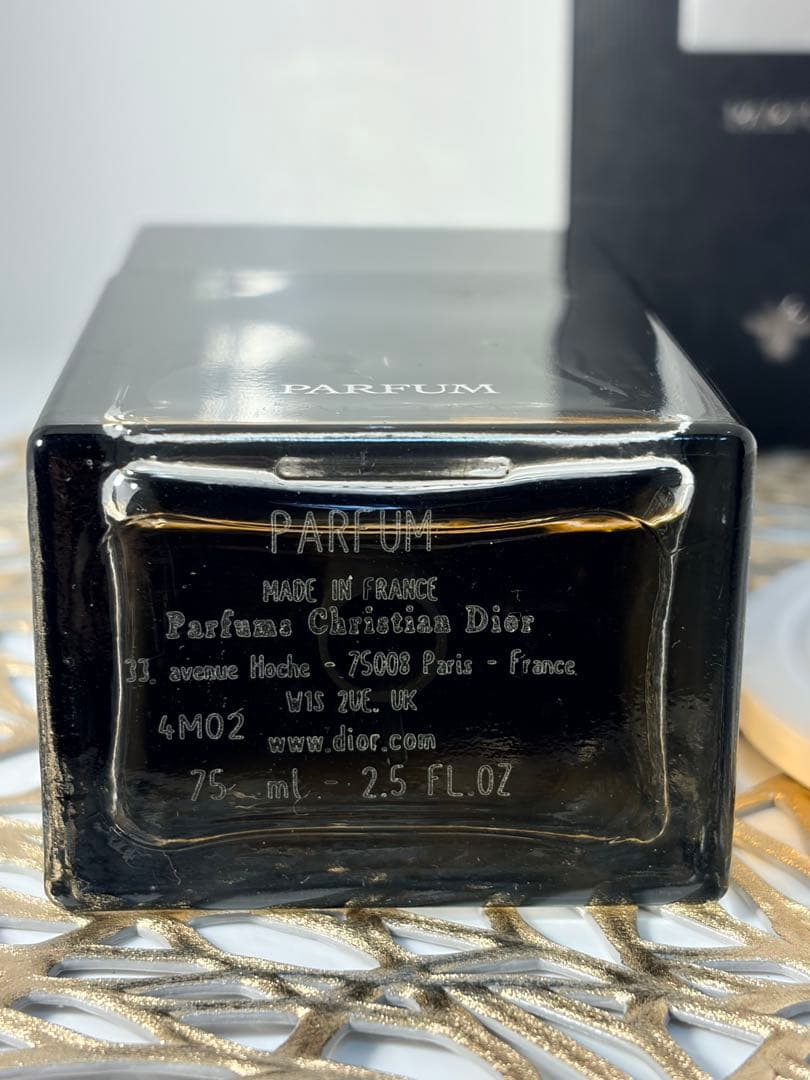 PARFUM
PARFUM
MADE IN FRANCE
Parfums Christian Dior
33, avenue Hoche - 75008 Paris - France
W1S 2UE. UK
4M02
www.dior.com
75 ml - 2.5 FL.OZ